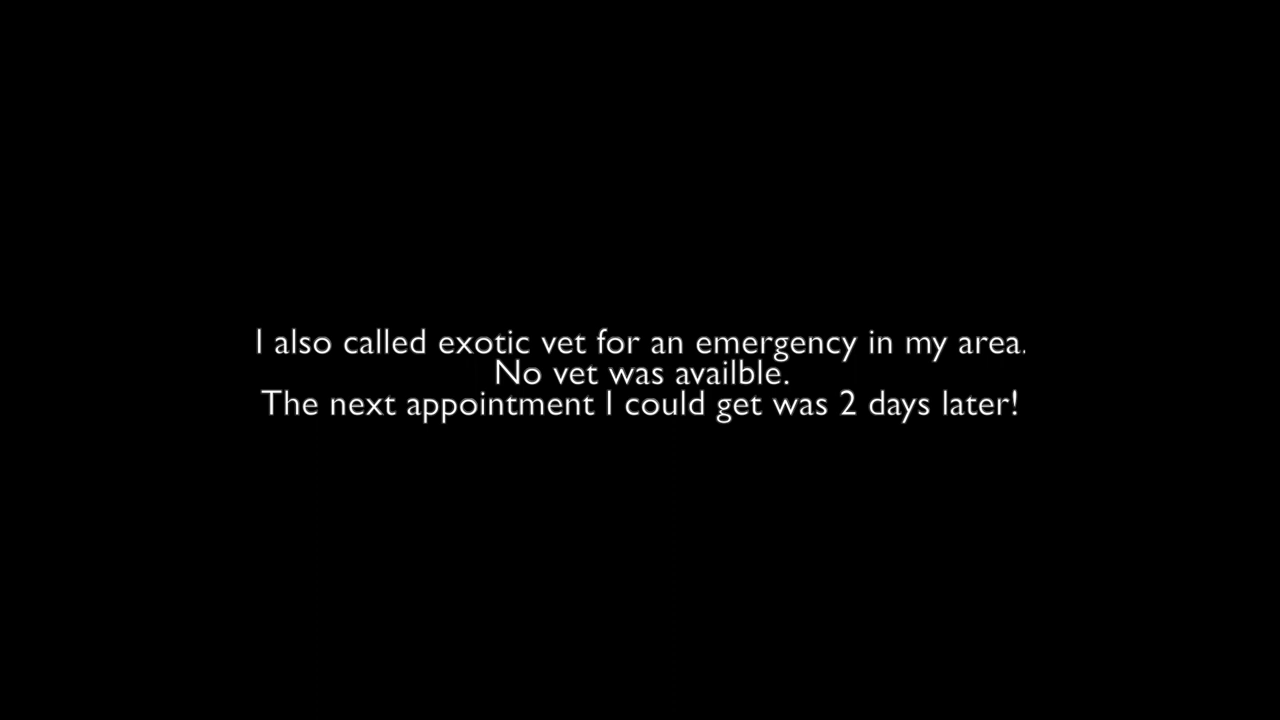 I also called exotic vet for an emergency in my area.
No vet was availble.
The next appointment I could get was 2 days later!